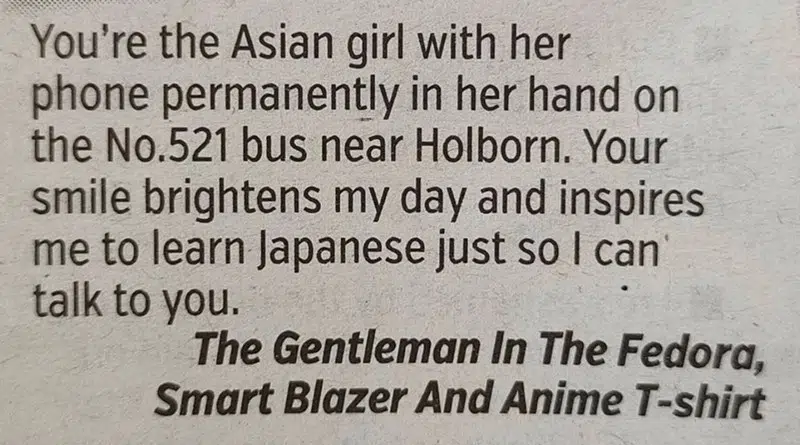 You're the Asian girl with her
phone permanently in her hand on
the No.521 bus near Holborn. Your
smile brightens my day and inspires
me to learn Japanese just so I can
talk to you.
The Gentleman In The Fedora,
Smart Blazer And Anime T-shirt